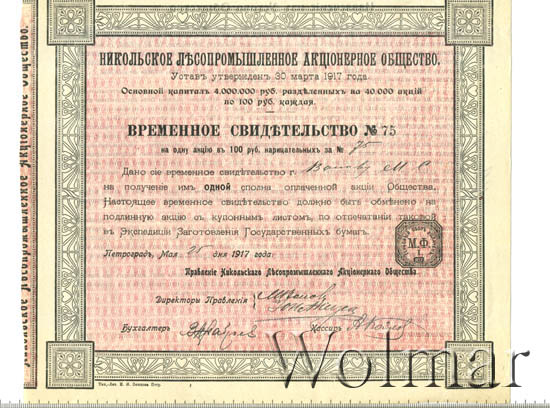 НИКОЛЬСКОЕ ЛѢСОПРОМЫШЛЕННОЕ АКЦІОНЕРНОЕ ОБЩЕСТВО.
Уставъ утвержденъ 30 марта 1917 года.
Основной капиталъ 4.000.000 руб. раздѣленныхъ на 40.000 акцій
по 100 руб. каждая.
ВРЕМЕННОЕ СВИДѢТЕЛЬСТВО № 75
на одну акцію въ 100 руб. нарицательныхъ за № 75
Дано сіе временное свидѣтельство г.
на полученіе имъ одной сполна оплаченной акціи Общества.
Настоящее временное свидѣтельство должно быть обмѣнено на
подлинную акцію съ купоннымъ листомъ, по отпечатаніи таковой
въ Экспедиціи Заготовленія Государственныхъ бумагъ.
Петроградъ, Мая 25 дня 1917 года
М.Ф.
Правленіе Никольскаго Лѣсопромышленнаго Акціонернаго Общества
Директоры Правленія
Бухгалтеръ
Кассиръ
Wolmar